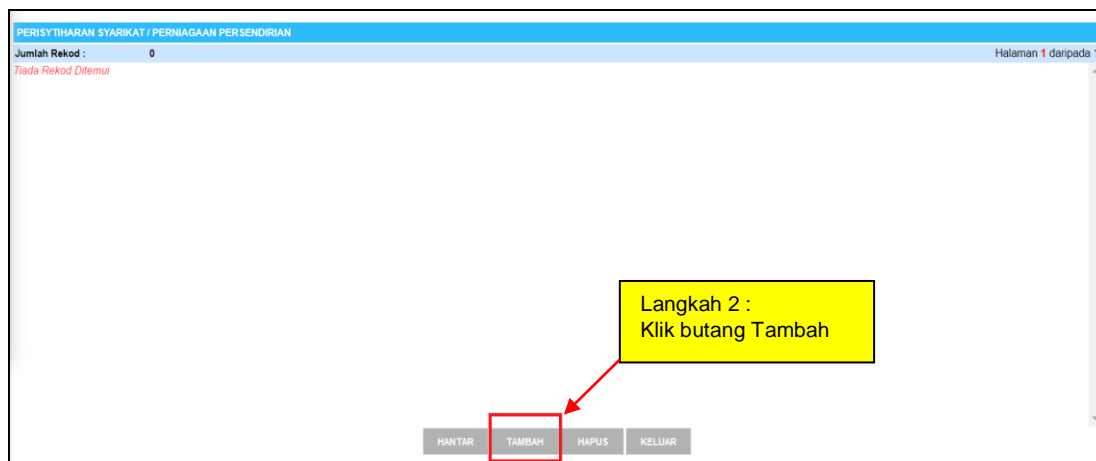 PERISYTIHARAN SYARIKAT / PERNIAGAAN PERSENDIRIAN
Jumlah Rekod : 0 Halaman 1 daripada 1
Tiada Rekod Ditemui
Langkah 2 :
Klik butang Tambah
HANTAR TAMBAH HAPUS KELUAR